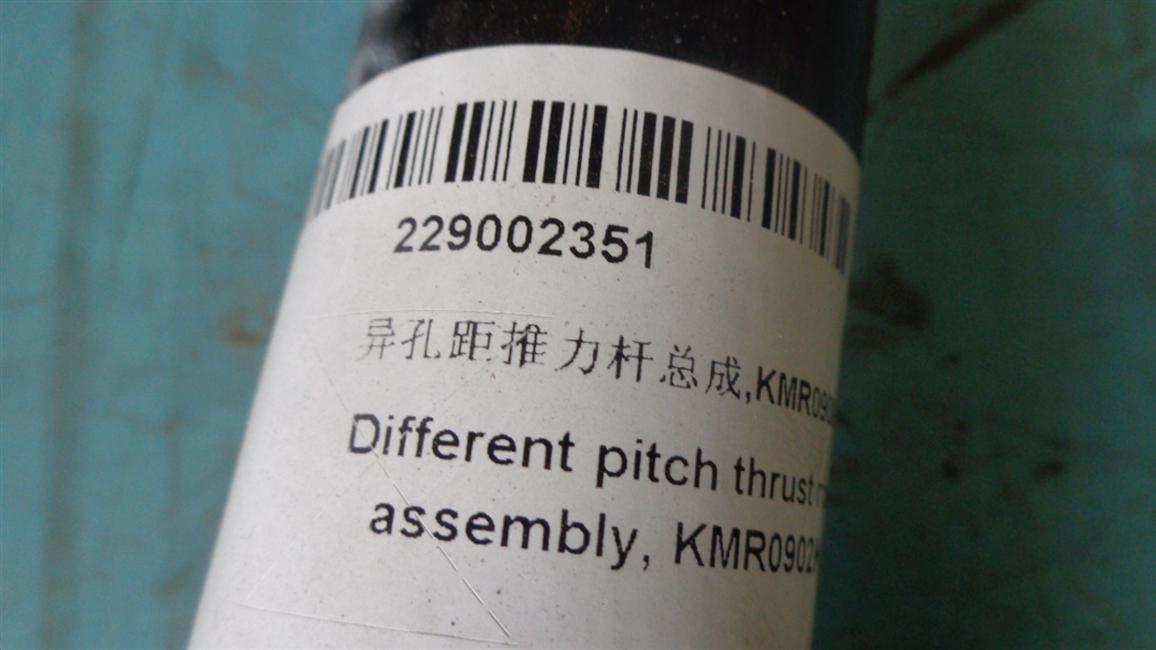 229002351
异孔距推力杆总成,KMR090
Different pitch thrust
assembly, KMR0902